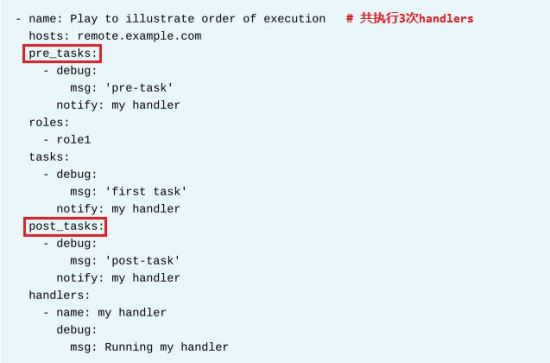 - name: Play to illustrate order of execution   # 共执行3次handlers
  hosts: remote.example.com
  pre_tasks:
    - debug:
        msg: 'pre-task'
      notify: my handler
  roles:
    - role1
  tasks:
    - debug:
        msg: 'first task'
      notify: my handler
  post_tasks:
    - debug:
        msg: 'post-task'
      notify: my handler
  handlers:
    - name: my handler
      debug:
        msg: Running my handler